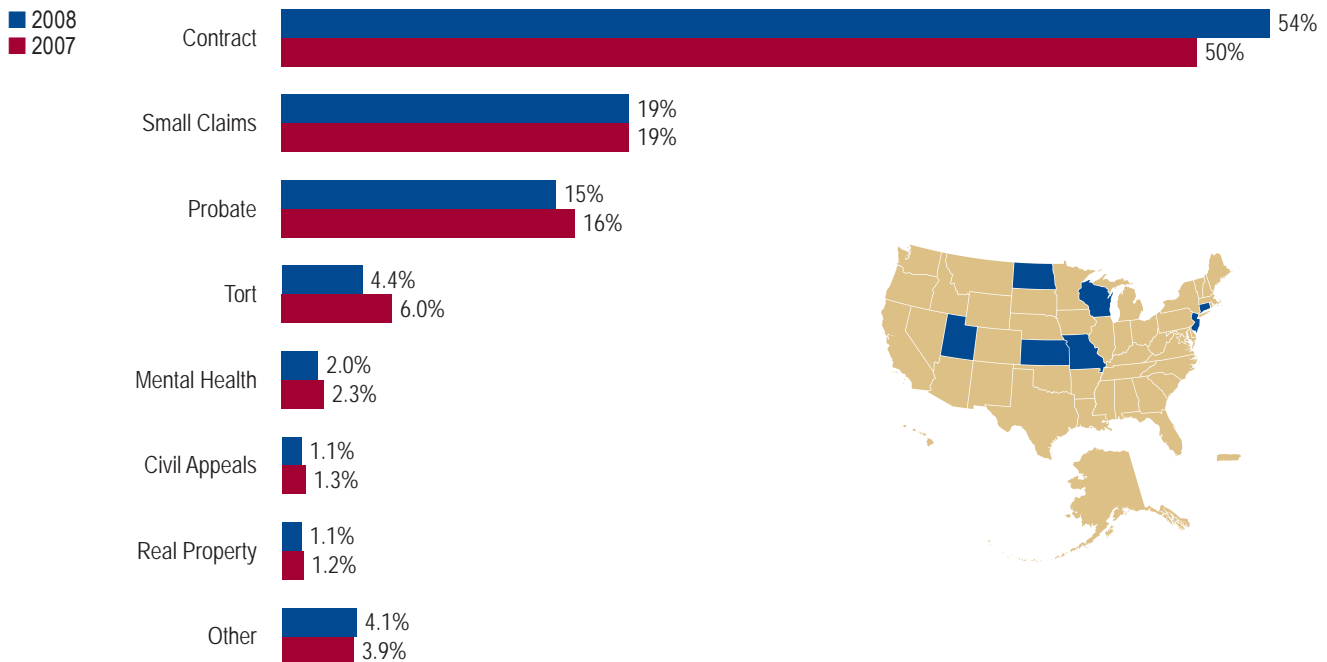 2008
2007
Contract
54%
50%
Small Claims
19%
19%
Probate
15%
16%
Tort
4.4%
6.0%
Mental Health
2.0%
2.3%
Civil Appeals
1.1%
1.3%
Real Property
1.1%
1.2%
Other
4.1%
3.9%